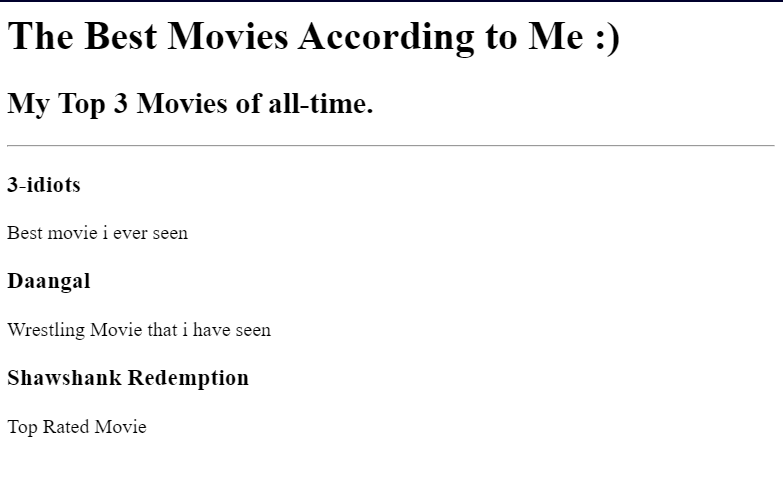 The Best Movies According to Me :)
My Top 3 Movies of all-time.
3-idiots
Best movie i ever seen
Daangal
Wrestling Movie that i have seen
Shawshank Redemption
Top Rated Movie